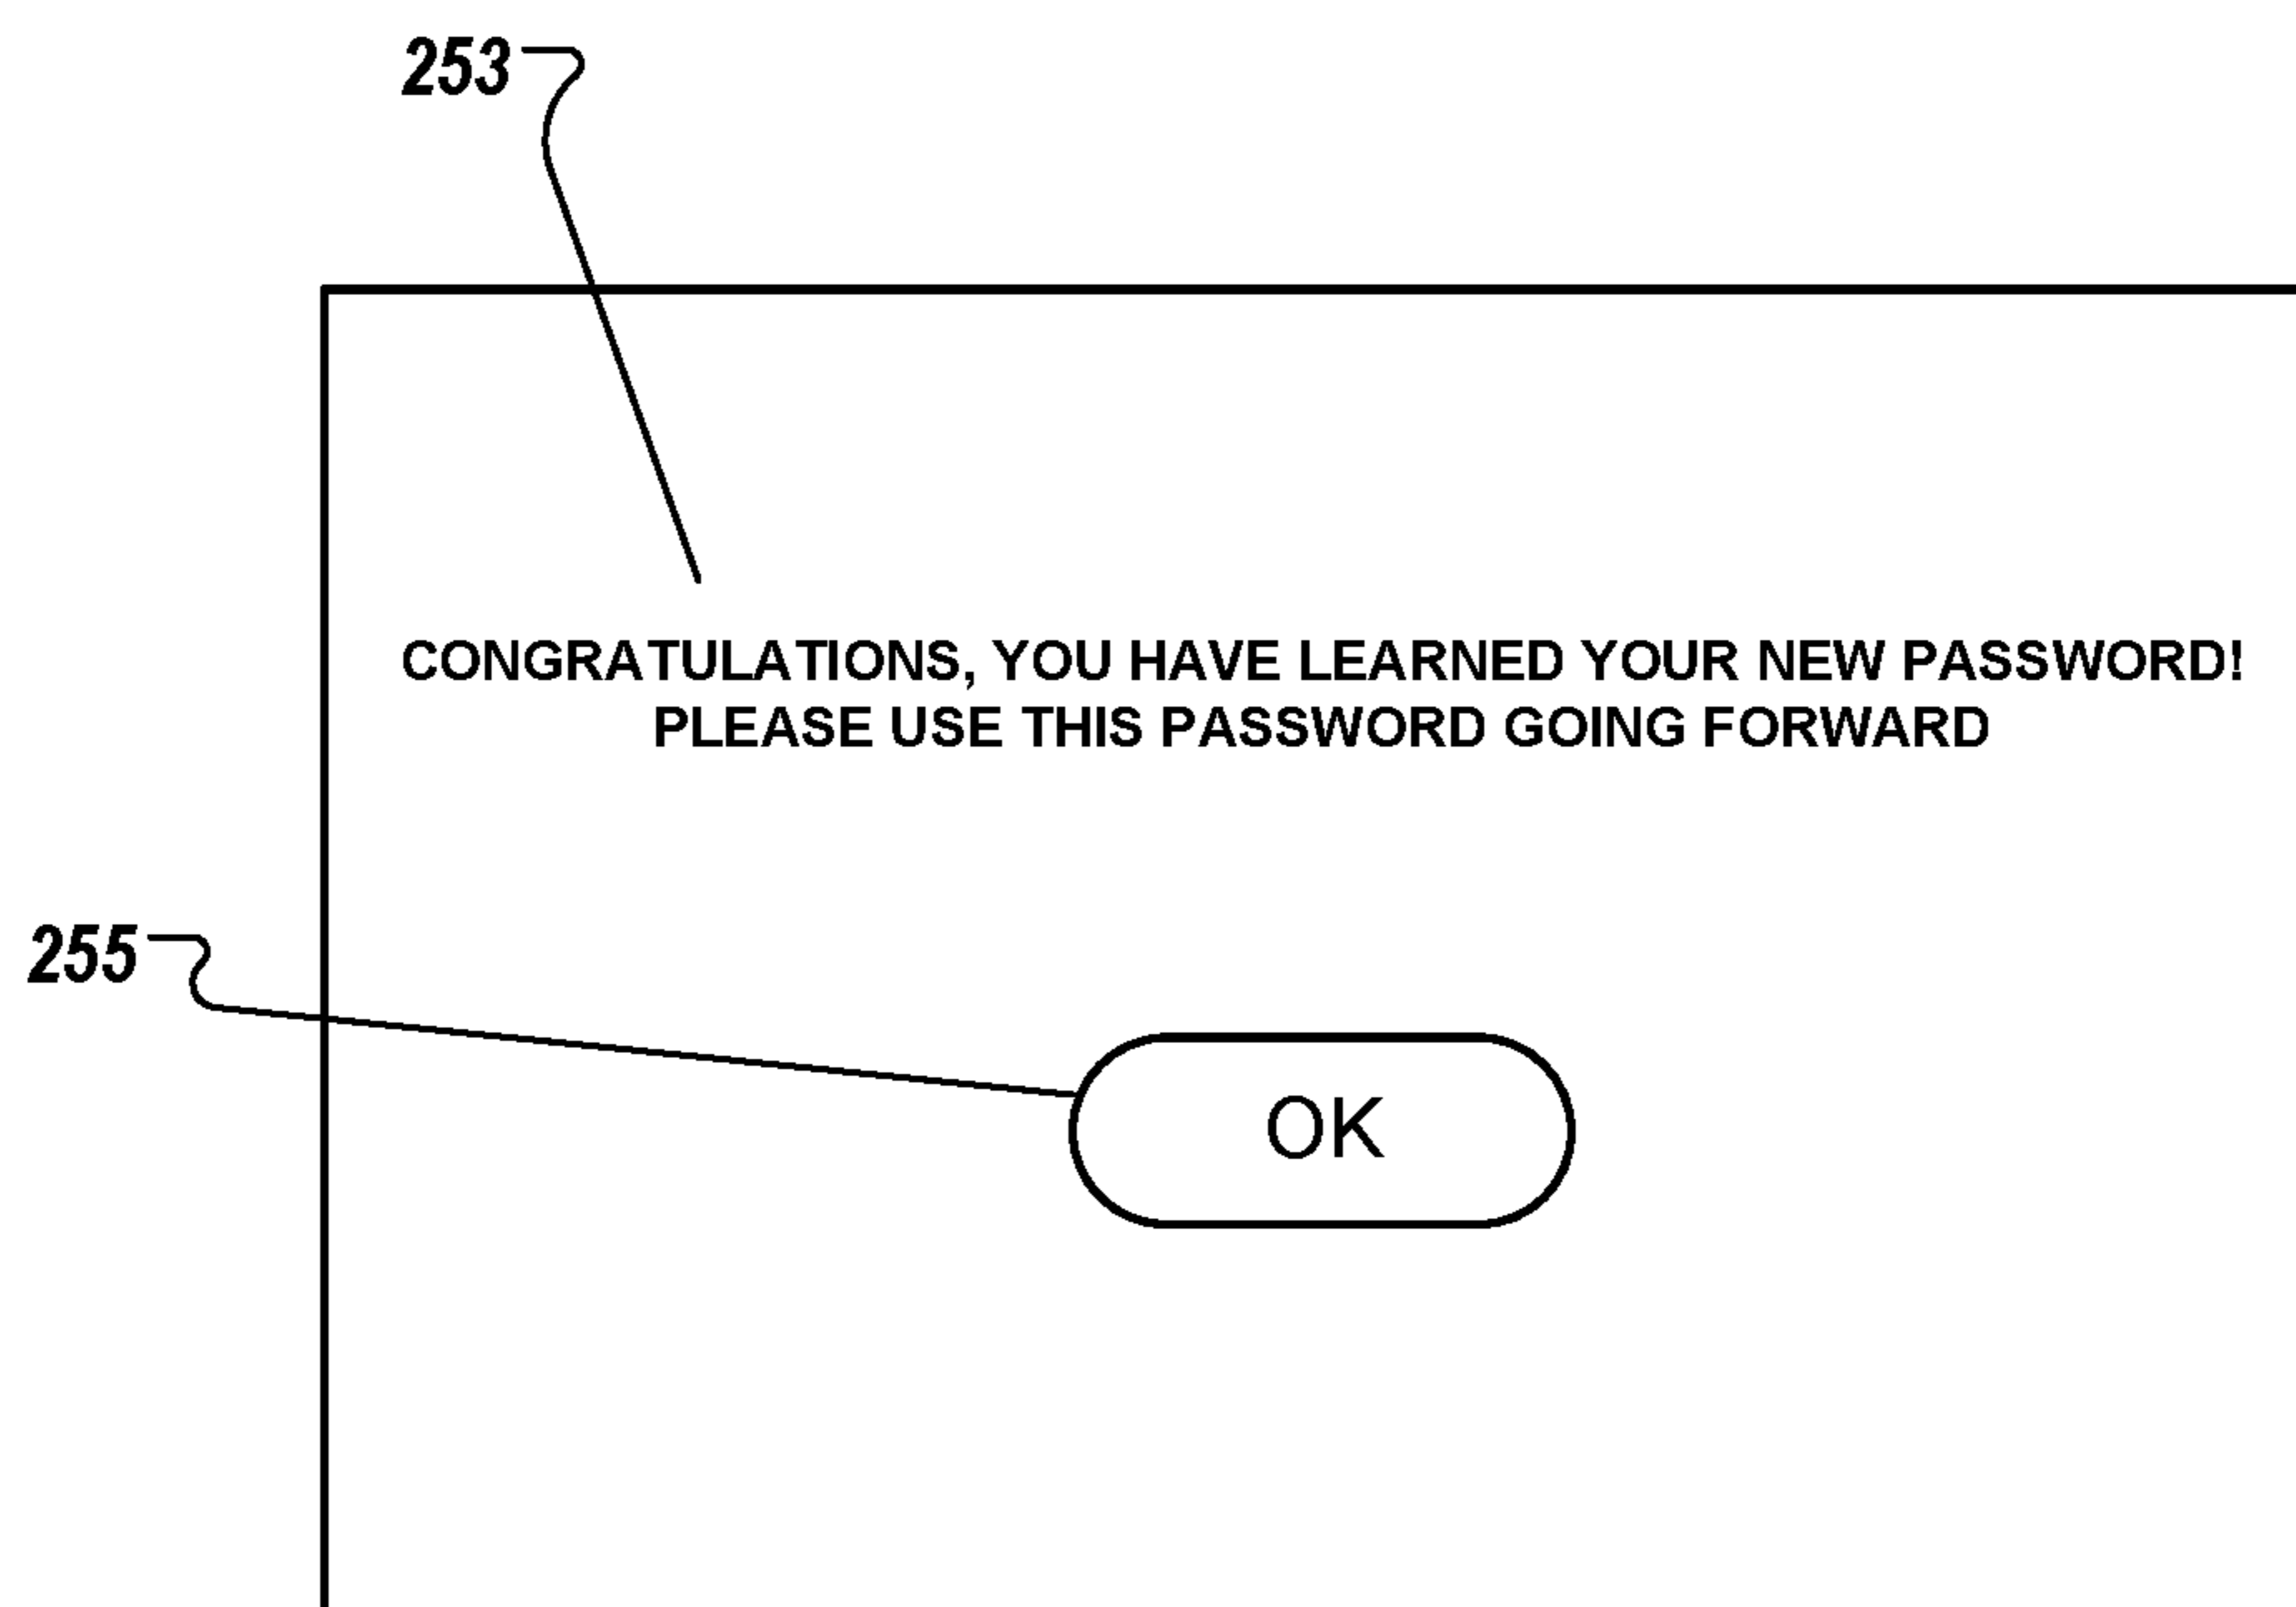 253
CONGRATULATIONS, YOU HAVE LEARNED YOUR NEW PASSWORD!
PLEASE USE THIS PASSWORD GOING FORWARD
255
OK